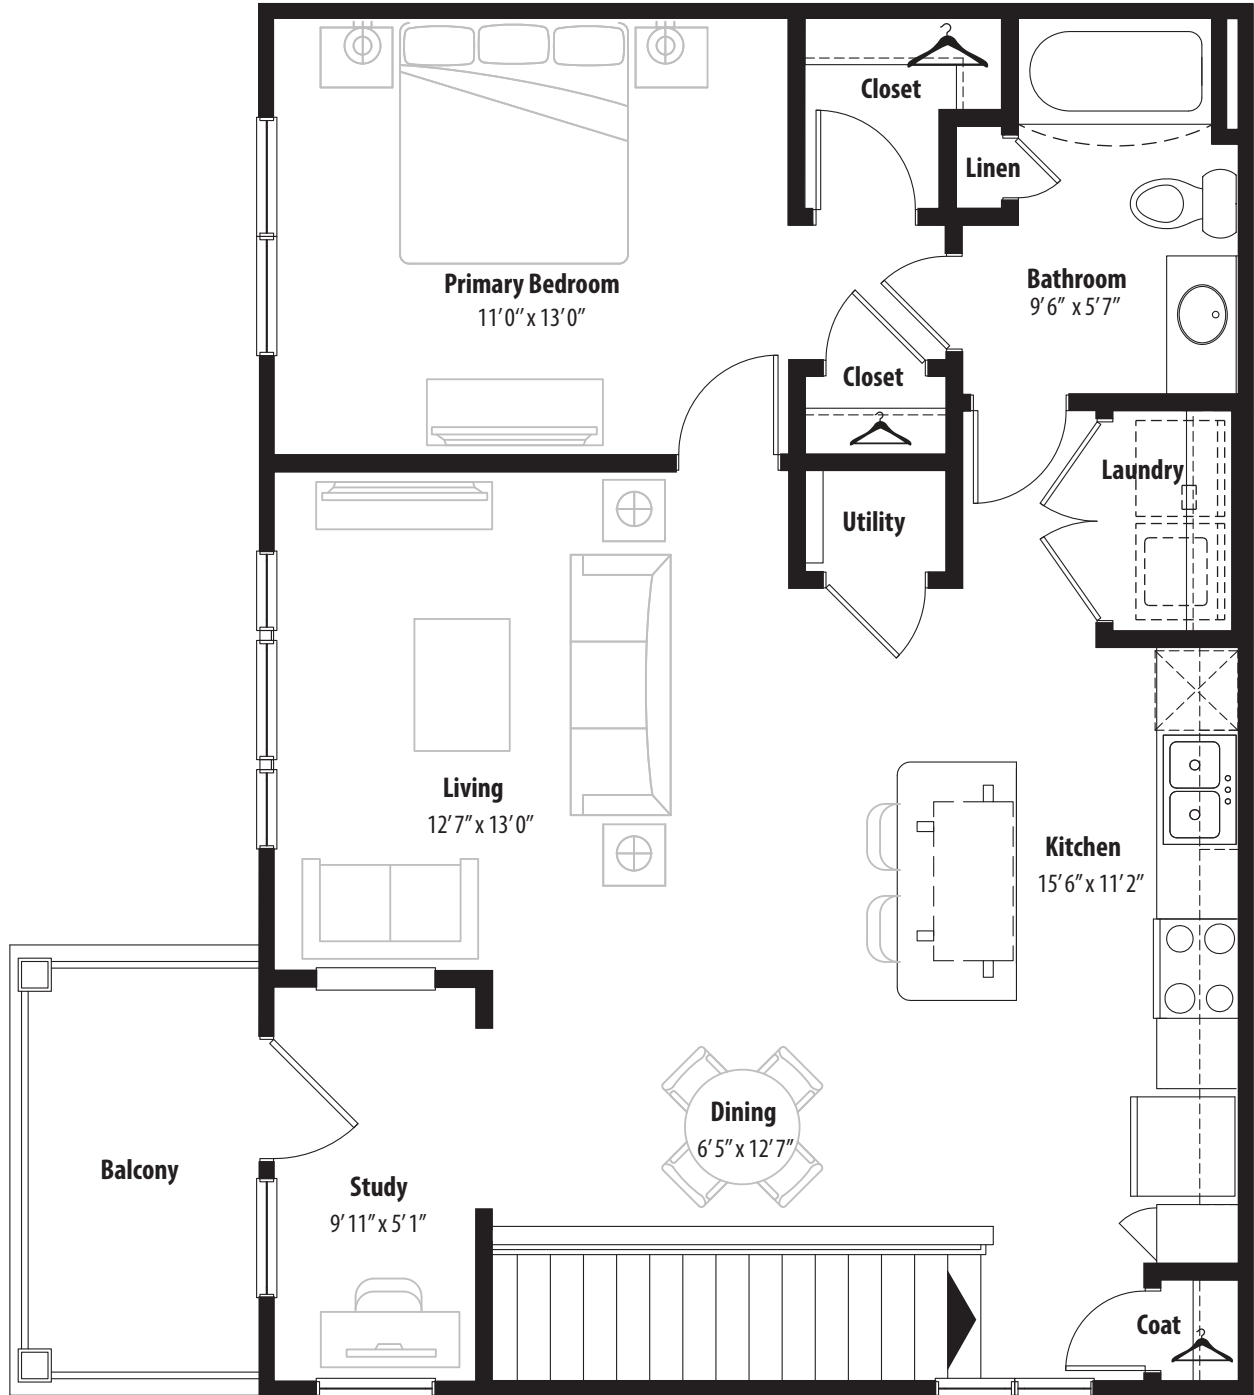 Closet
Linen
Primary Bedroom
11'0" x 13'0"
Bathroom
9'6" x 5'7"
Closet
Laundry
Utility
Living
12'7" x 13'0"
Kitchen
15'6" x 11'2"
Dining
6'5" x 12'7"
Balcony
Study
9'11" x 5'1"
Coat